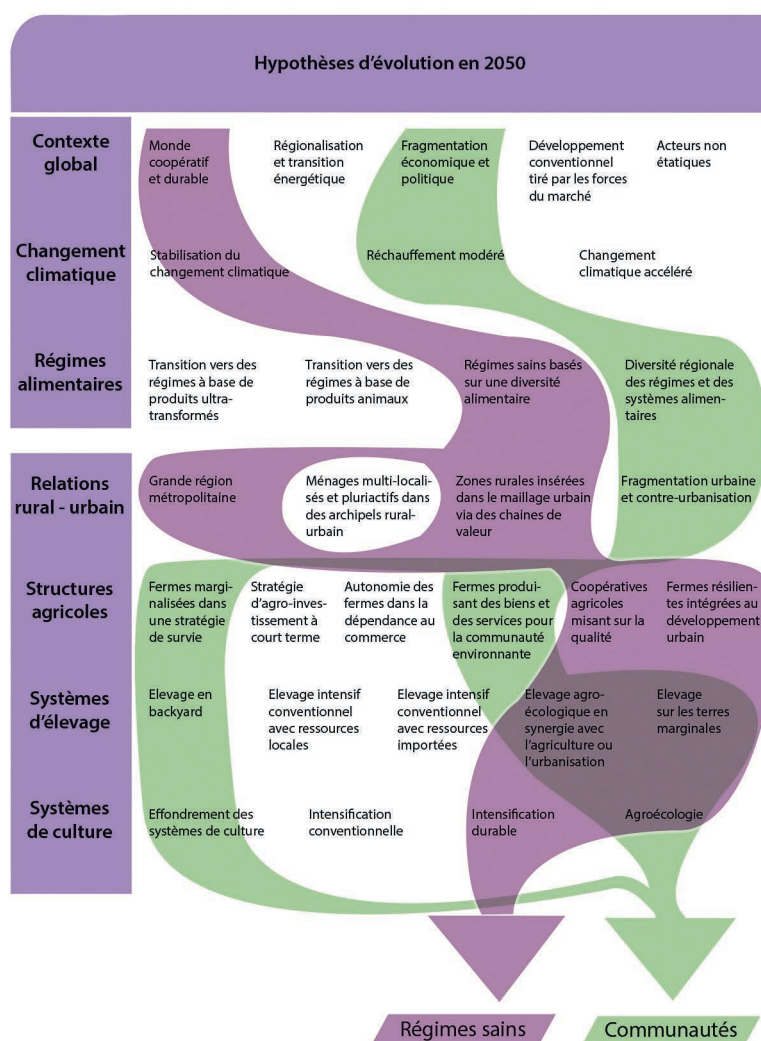 Hypothèses d’évolution en 2050
Contexte
global
Monde
coopératif
et durable
Régionalisation
et transition
énergétique
Fragmentation
économique et
politique
Développement
conventionnel
tiré par les forces
du marché
Acteurs non
étatiques
Changement
climatique
Stabilisation du
changement climatique
Réchauffement modéré
Changement
climatique accéléré
Régimes
alimentaires
Transition vers des
régimes à base de
produits ultra-
transformés
Transition vers des
régimes à base de
produits animaux
Régimes sains basés
sur une diversité
alimentaire
Diversité régionale
des régimes et des
systèmes alimen-
taires
Relations
rural - urbain
Grande région
métropolitaine
Ménages multi-locali-
sés et pluriactifs dans
des archipels rural-
urbain
Zones rurales insérées
dans le maillage urbain
via des chaines de
valeur
Fragmentation urbaine
et contre-urbanisation
Structures
agricoles
Fermes margi-
nalisées dans
une stratégie
de survie
Stratégie
d’agro-inves-
tissement à
court terme
Autonomie des
fermes dans la
dépendance au
commerce
Fermes produi-
sant des biens et
des services pour
la communauté
environnante
Coopératives
agricoles
misant sur la
qualité
Fermes résilien-
tes intégrées au
développement
urbain
Systèmes
d’élevage
Elevage en
backyard
Elevage intensif
conventionnel
avec ressources
locales
Elevage intensif
conventionnel
avec ressources
importées
Elevage agro-
écologique en
synergie avec
l’agriculture ou
l’urbanisation
Elevage
sur les terres
marginales
Systèmes
de culture
Effondrement des
systèmes de culture
Intensification
conventionnelle
Intensification
durable
Agroécologie
Régimes sains
Communautés